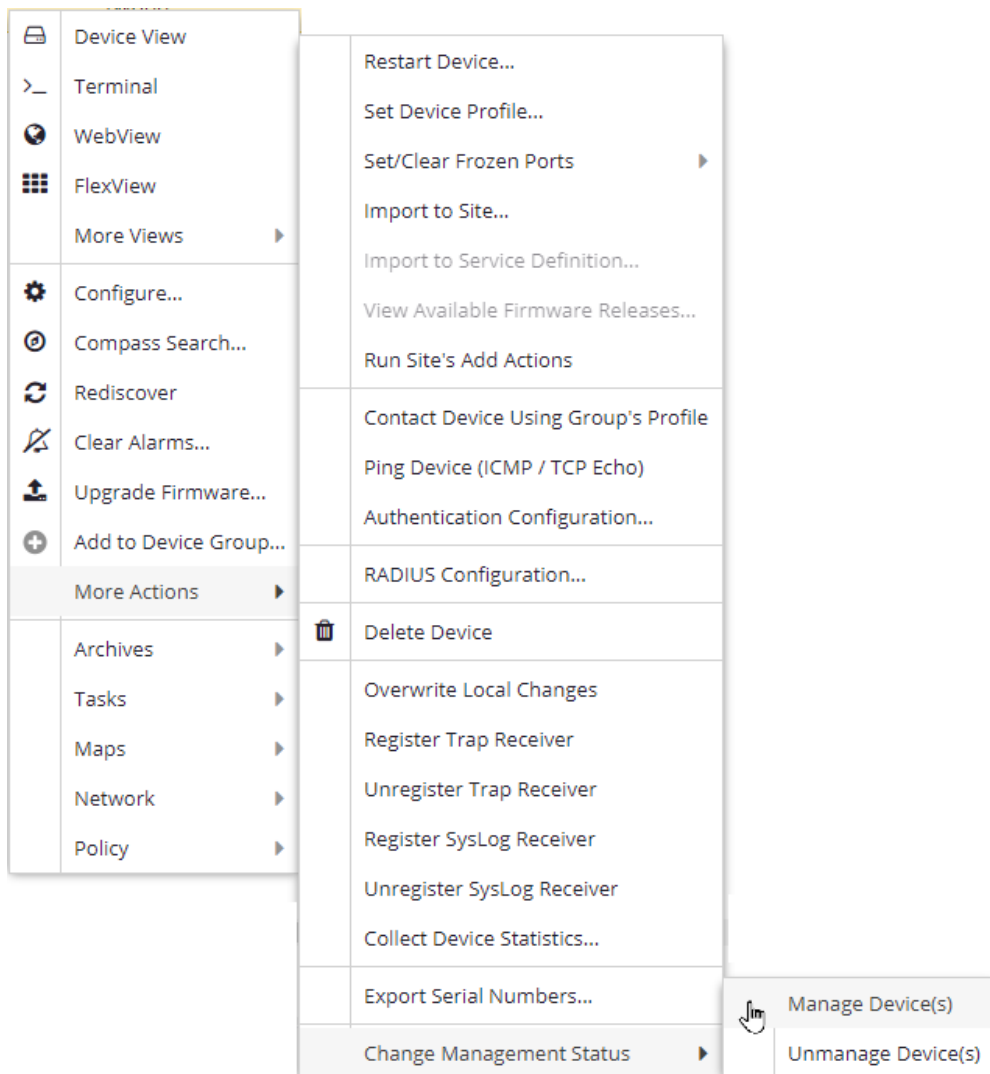 Device View
Terminal
WebView
FlexView
More Views
Configure...
Compass Search...
Rediscover
Clear Alarms...
Upgrade Firmware...
Add to Device Group...
More Actions
Archives
Tasks
Maps
Network
Policy
Restart Device...
Set Device Profile...
Set/Clear Frozen Ports
Import to Site...
Import to Service Definition...
View Available Firmware Releases...
Run Site's Add Actions
Contact Device Using Group's Profile
Ping Device (ICMP / TCP Echo)
Authentication Configuration...
RADIUS Configuration...
Delete Device
Overwrite Local Changes
Register Trap Receiver
Unregister Trap Receiver
Register SysLog Receiver
Unregister SysLog Receiver
Collect Device Statistics...
Export Serial Numbers...
Change Management Status
Manage Device(s)
Unmanage Device(s)